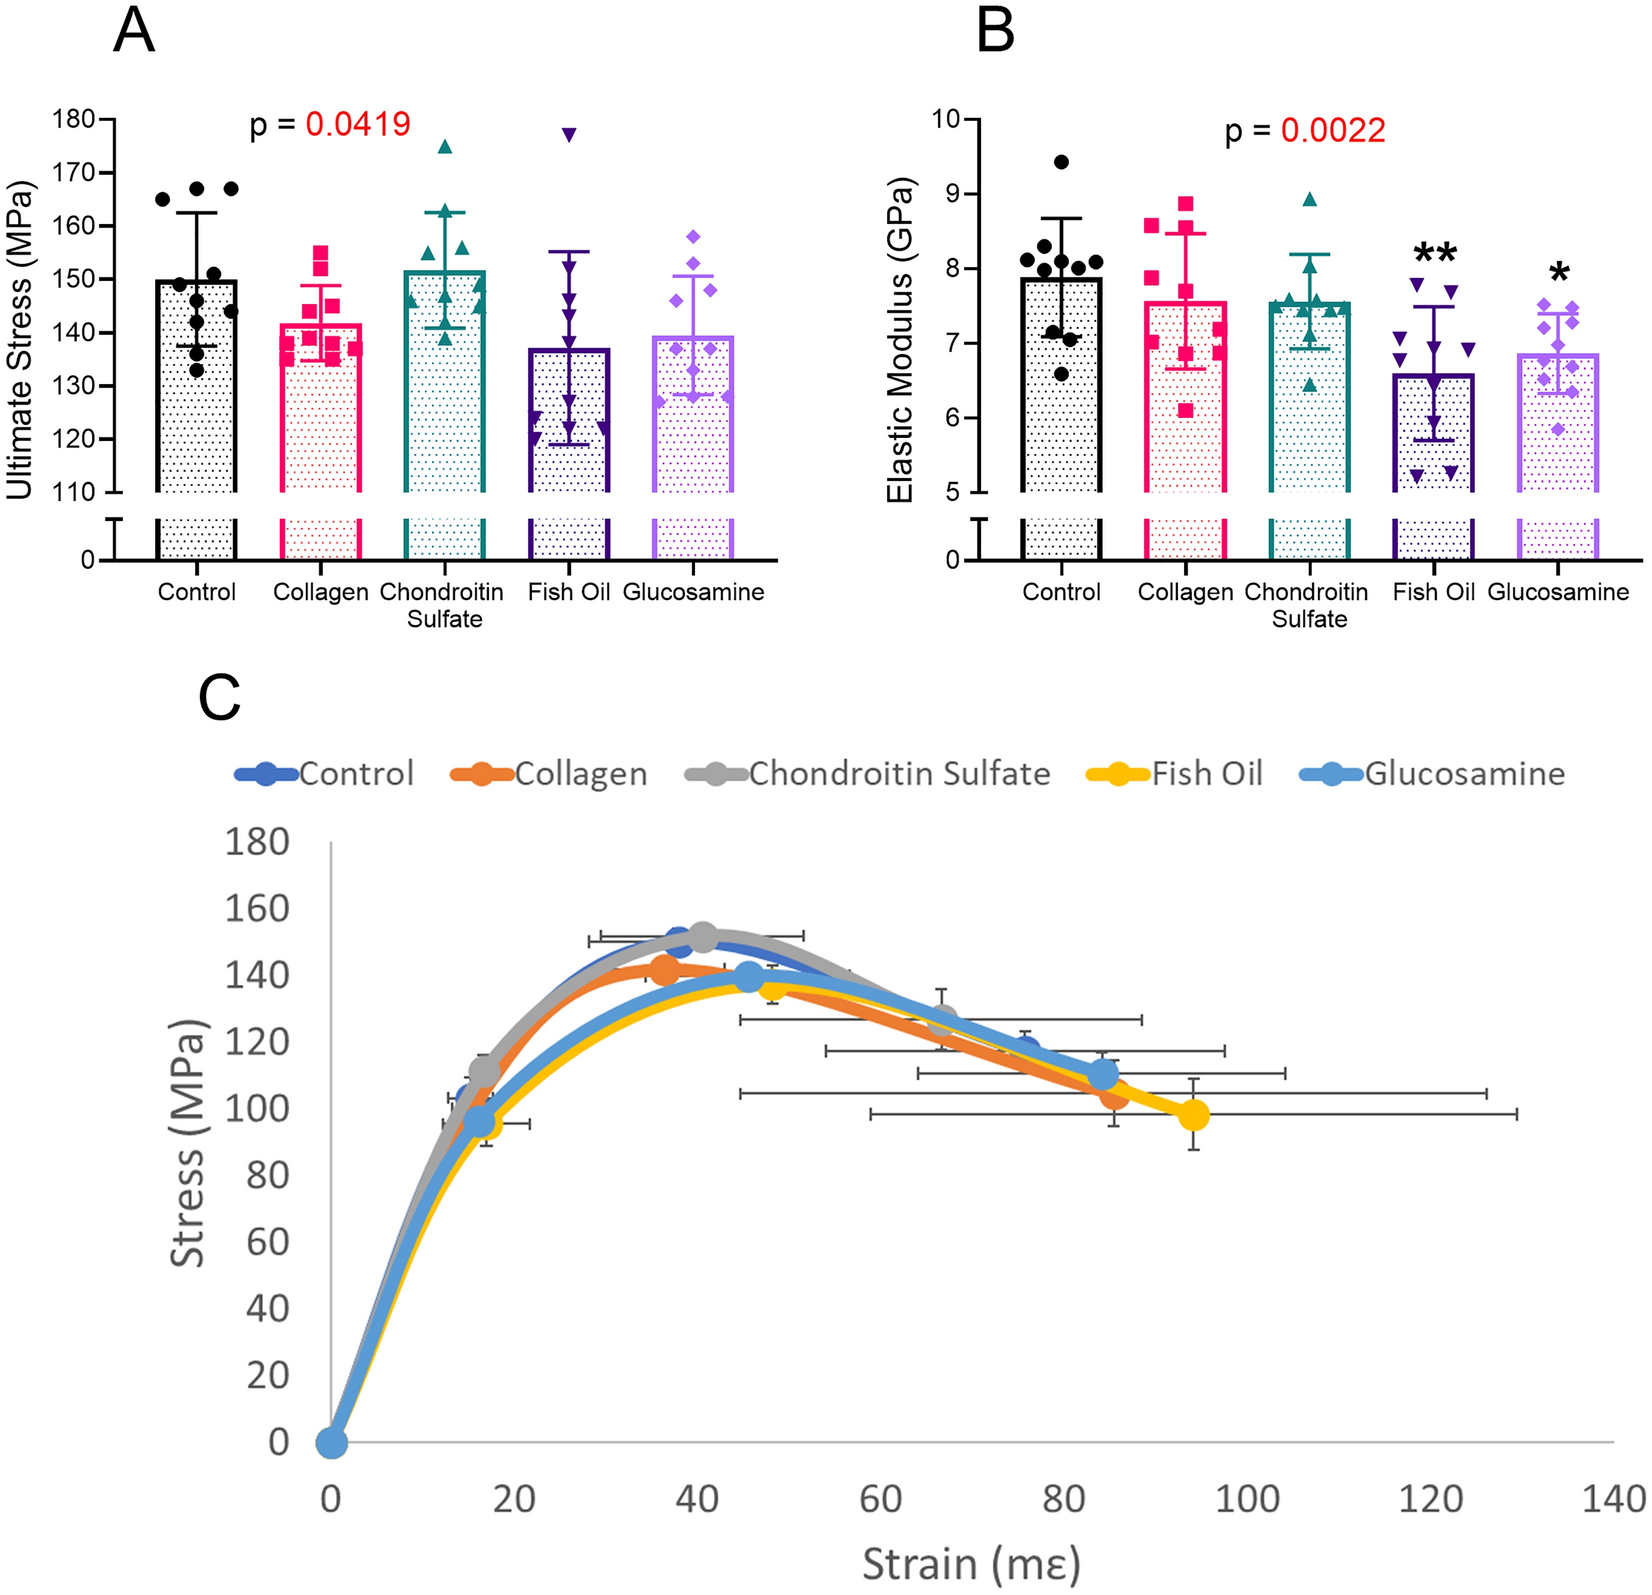 A
B
p = 0.0419
p = 0.0022
Ultimate Stress (MPa)
180
170
160
150
140
130
120
110
0
Control
Collagen
Chondroitin
Sulfate
Fish Oil
Glucosamine
Elastic Modulus (GPa)
10
9
8
7
6
5
0
**
*
Control
Collagen
Chondroitin
Sulfate
Fish Oil
Glucosamine
C
Control
Collagen
Chondroitin Sulfate
Fish Oil
Glucosamine
Stress (MPa)
180
160
140
120
100
80
60
40
20
0
0
20
40
60
80
100
120
140
Strain (mε)